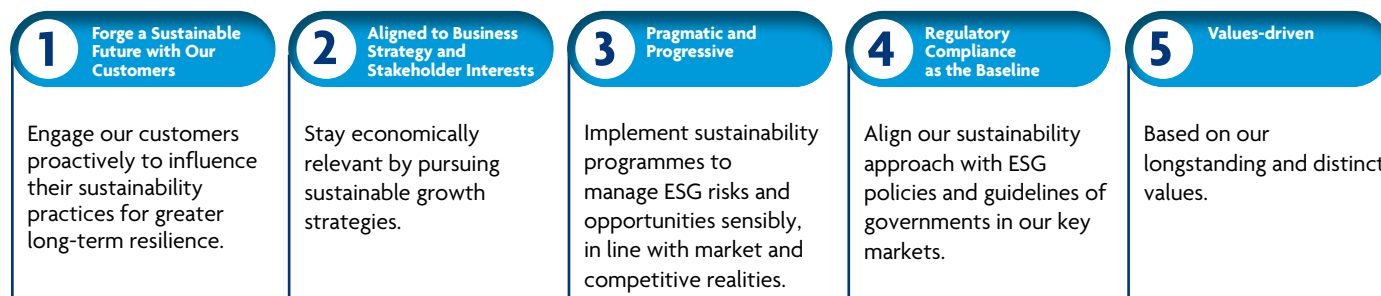 1
Forge a Sustainable
Future with Our
Customers
Engage our customers
proactively to influence
their sustainability
practices for greater
long-term resilience.
2
Aligned to Business
Strategy and
Stakeholder Interests
Stay economically
relevant by pursuing
sustainable growth
strategies.
3
Pragmatic and
Progressive
Implement sustainability
programmes to
manage ESG risks and
opportunities sensibly,
in line with market and
competitive realities.
4
Regulatory
Compliance
as the Baseline
Align our sustainability
approach with ESG
policies and guidelines of
governments in our key
markets.
5
Values-driven
Based on our
longstanding and distinct
values.